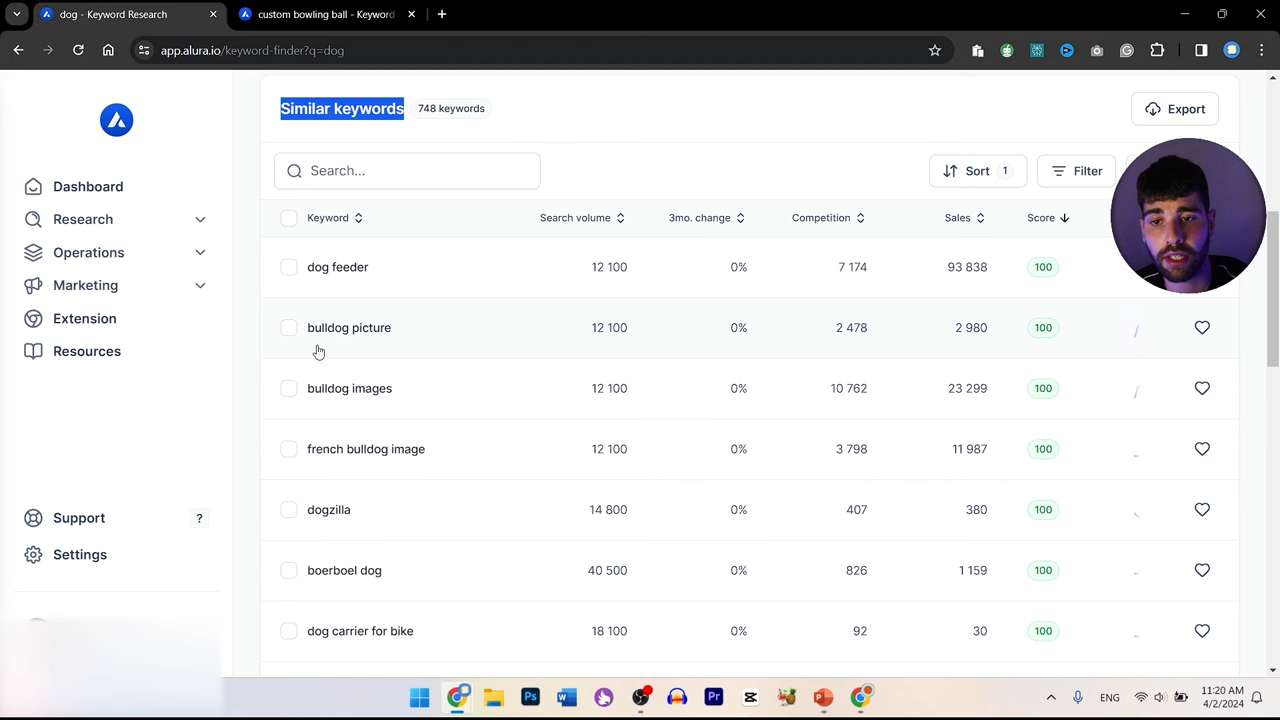 dog - Keyword Research
custom bowling ball - Keyword
app.alura.io/keyword-finder?q=dog
Similar keywords 748 keywords Export
Search... Sort 1 Filter
Keyword Search volume 3mo. change Competition Sales Score
dog feeder 12 100 0% 7 174 93 838 100
bulldog picture 12 100 0% 2 478 2 980 100
bulldog images 12 100 0% 10 762 23 299 100
french bulldog image 12 100 0% 3 798 11 987 100
dogzilla 14 800 0% 407 380 100
boerboel dog 40 500 0% 826 1 159 100
dog carrier for bike 18 100 0% 92 30 100
Dashboard
Research
Operations
Marketing
Extension
Resources
Support ?
Settings
ENG
11:20 AM
4/2/2024